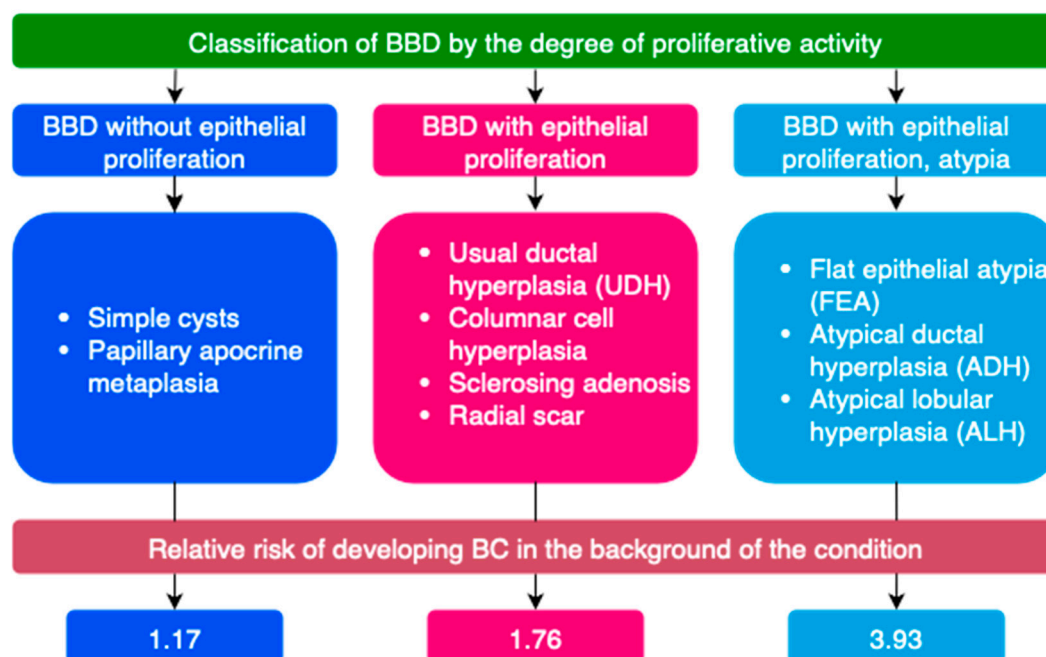 Classification of BBD by the degree of proliferative activity
BBD without epithelial
proliferation
BBD with epithelial
proliferation
BBD with epithelial
proliferation, atypia
• Simple cysts
• Papillary apocrine
metaplasia
• Usual ductal
hyperplasia (UDH)
• Columnar cell
hyperplasia
• Sclerosing adenosis
• Radial scar
• Flat epithelial atypia
(FEA)
• Atypical ductal
hyperplasia (ADH)
• Atypical lobular
hyperplasia (ALH)
Relative risk of developing BC in the background of the condition
1.17
1.76
3.93